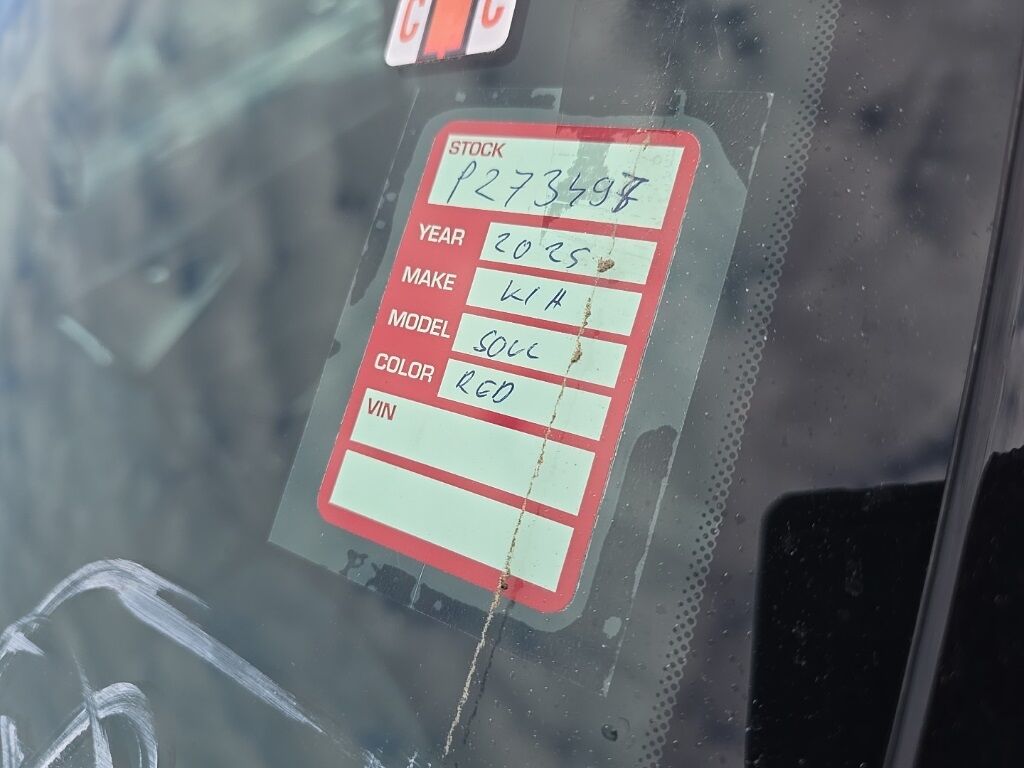 C C
STOCK
P273498
YEAR 2025
MAKE KIA
MODEL SOUL
COLOR RED
VIN